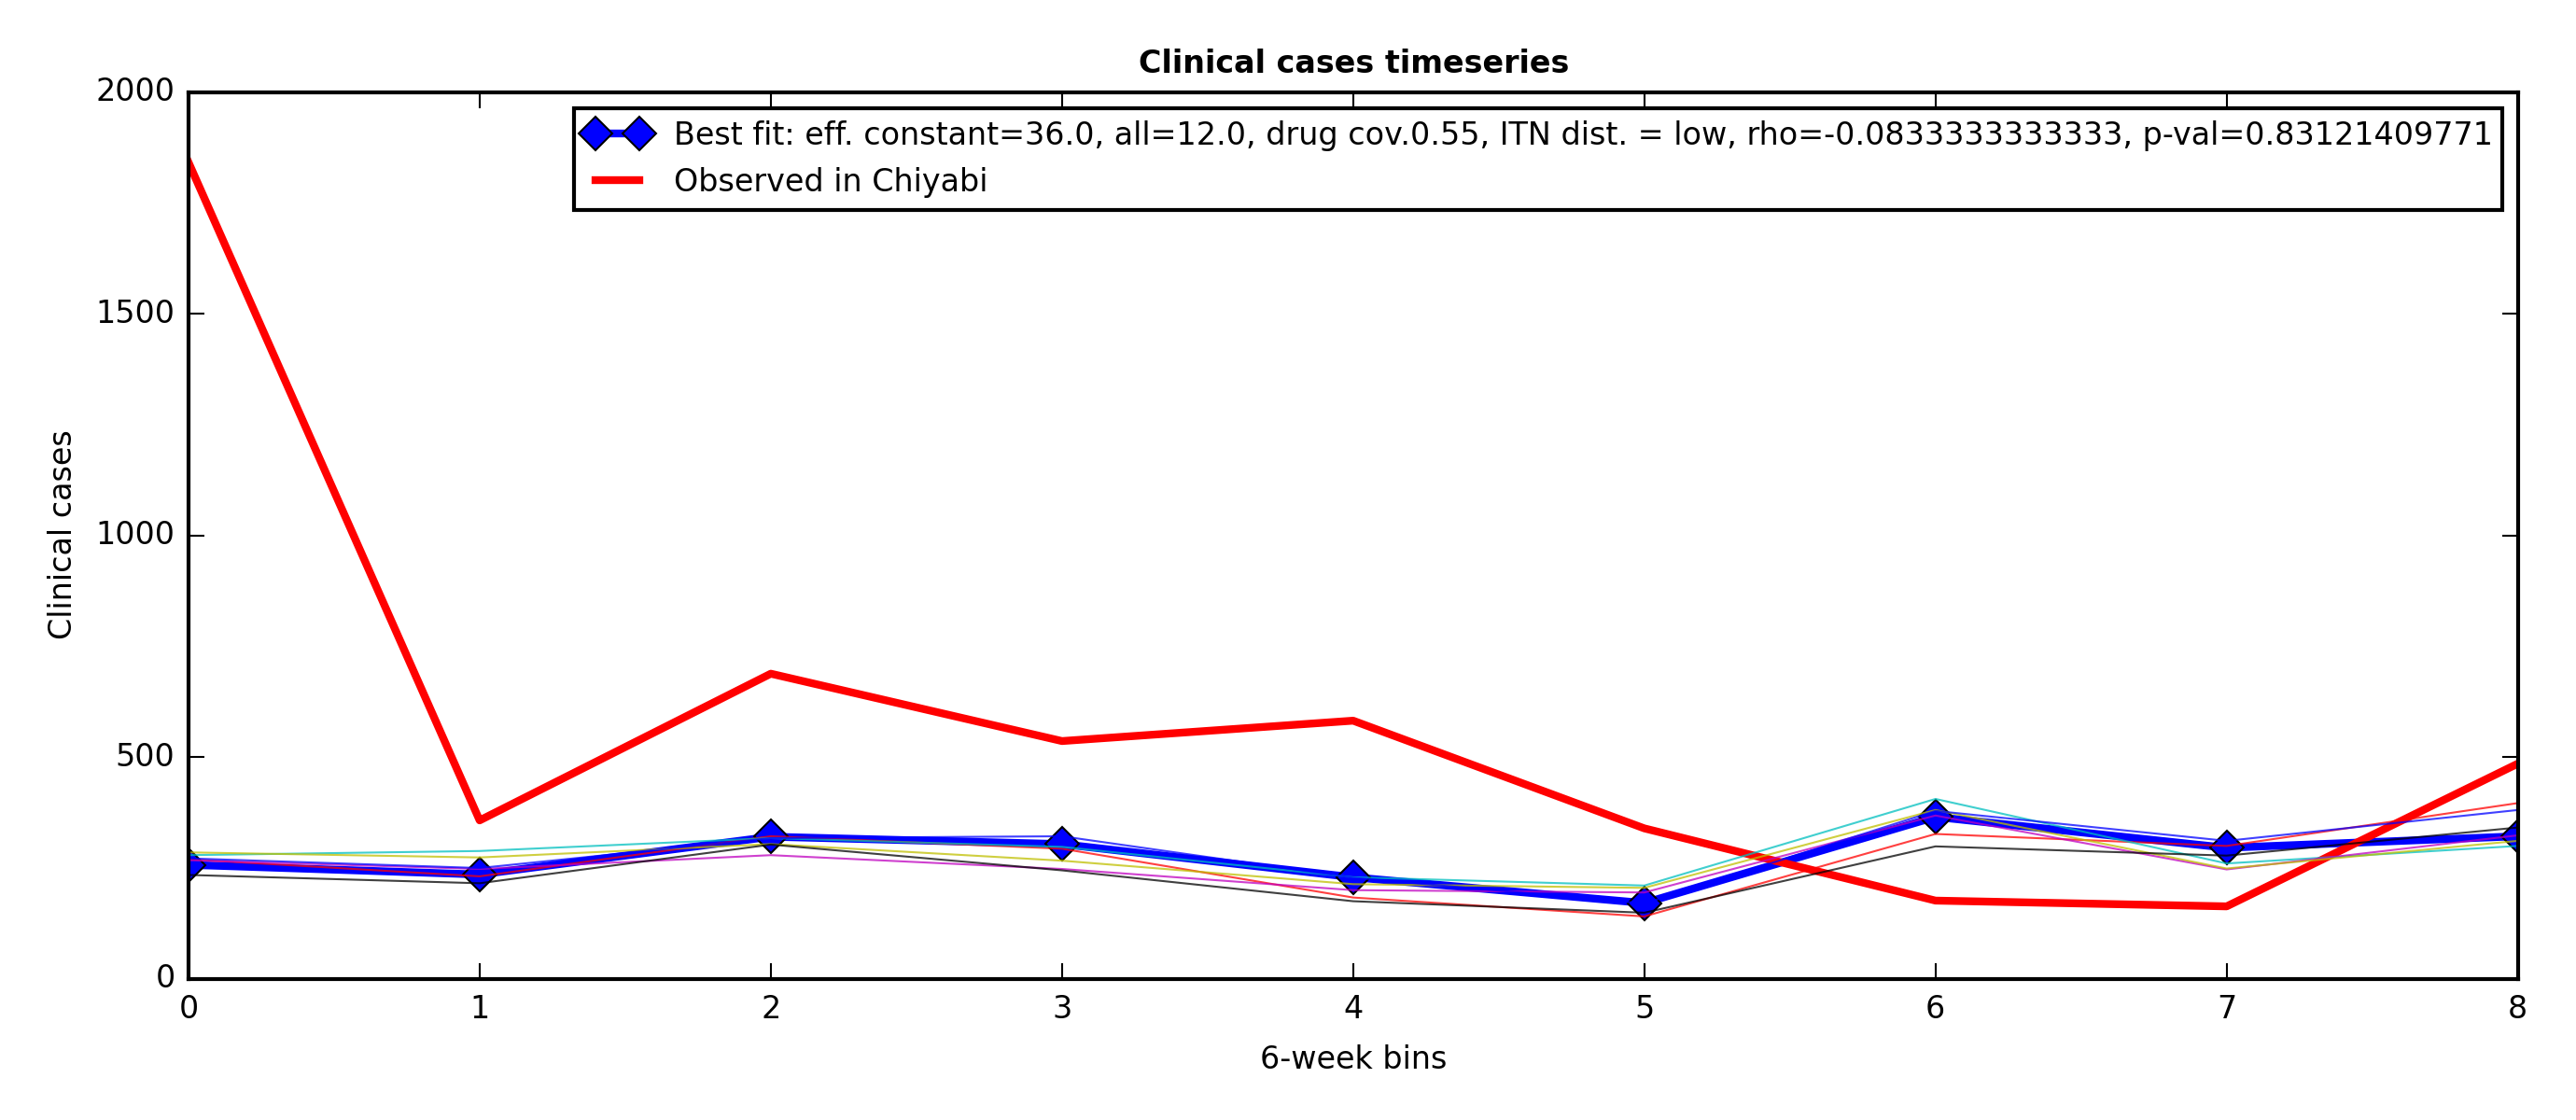 Clinical cases timeseries
2000
1500
1000
500
0
Clinical cases
Best fit: eff. constant=36.0, all=12.0, drug cov.0.55, ITN dist. = low, rho=-0.0833333333333, p-val=0.83121409771
Observed in Chiyabi
0 1 2 3 4 5 6 7 8
6-week bins